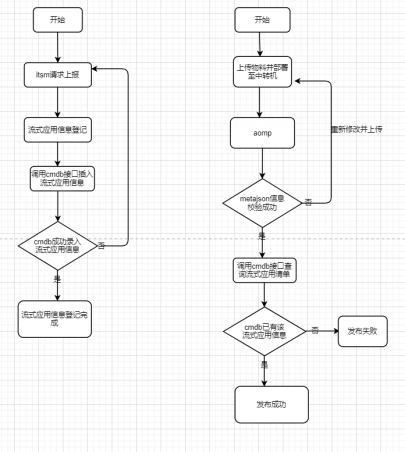 开始
itsm请求上报
流式应用信息登记
调用cmdb接口插入
流式应用信息
cmdb成功录入
流式应用信息
否
是
流式应用信息登记完
成
开始
上传物料并部署
至中转机
重新修改并上传
aomp
metajson信息
校验成功
否
是
调用cmdb接口查
询流式应用清单
cmdb已有该
流式应用信息
否
发布失败
是
发布成功